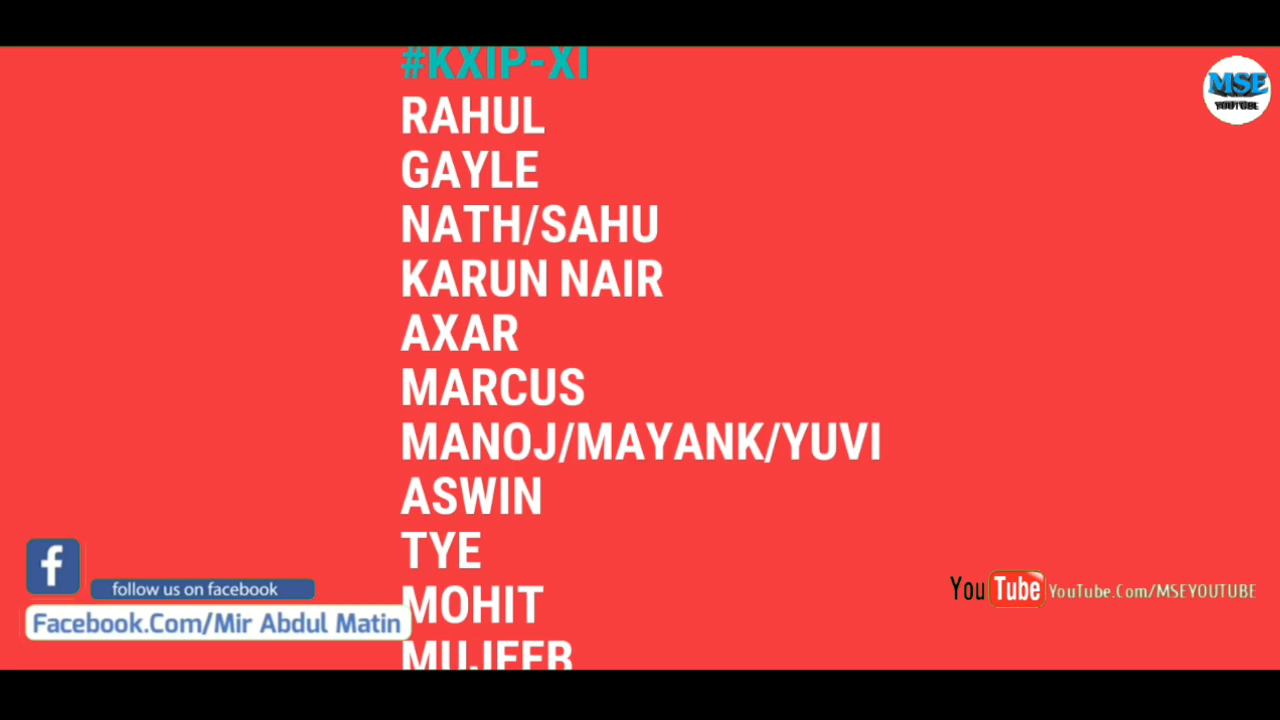 #KXIP-XI
RAHUL
GAYLE
NATH/SAHU
KARUN NAIR
AXAR
MARCUS
MANOJ/MAYANK/YUVI
ASWIN
TYE
MOHIT
MUJEEB
MSE
YOUTUBE
f
follow us on facebook
Facebook.Com/Mir Abdul Matin
YouTube
YouTube.Com/MSEYOUTUBE